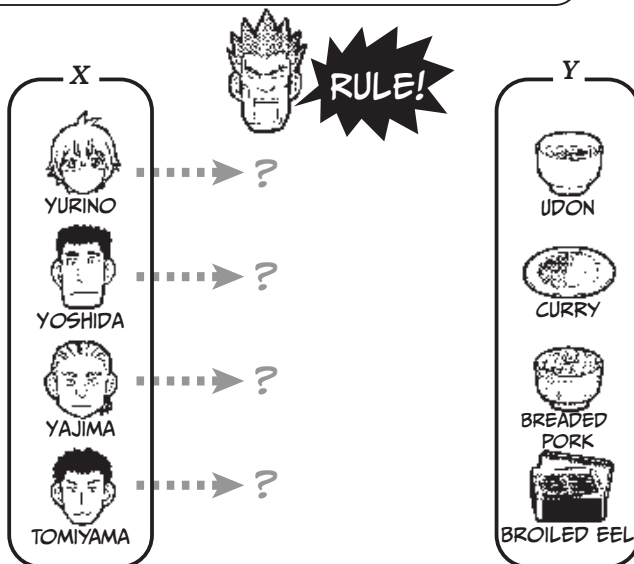 X
RULE!
Y
YURINO
?
UDON
YOSHIDA
?
CURRY
YAJIMA
?
BREADED
PORK
TOMIYAMA
?
BROILED EEL